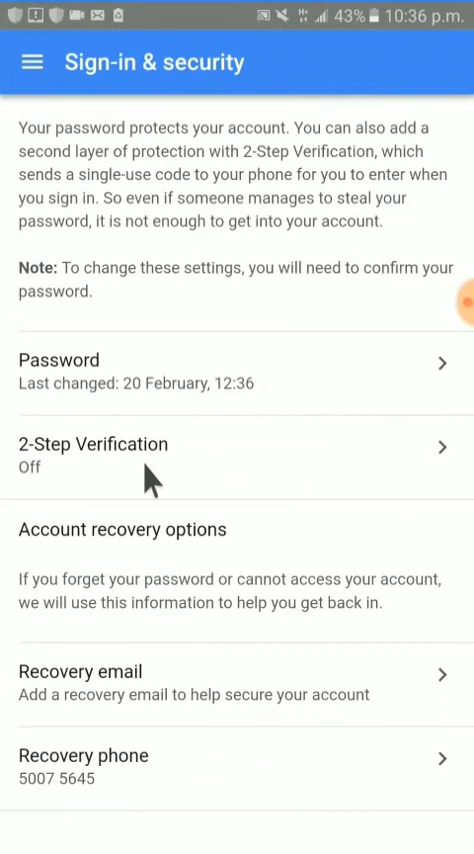 43% 10:36 p.m.
Sign-in & security
Your password protects your account. You can also add a
second layer of protection with 2-Step Verification, which
sends a single-use code to your phone for you to enter when
you sign in. So even if someone manages to steal your
password, it is not enough to get into your account.
Note: To change these settings, you will need to confirm your
password.
Password
Last changed: 20 February, 12:36
2-Step Verification
Off
Account recovery options
If you forget your password or cannot access your account,
we will use this information to help you get back in.
Recovery email
Add a recovery email to help secure your account
Recovery phone
5007 5645